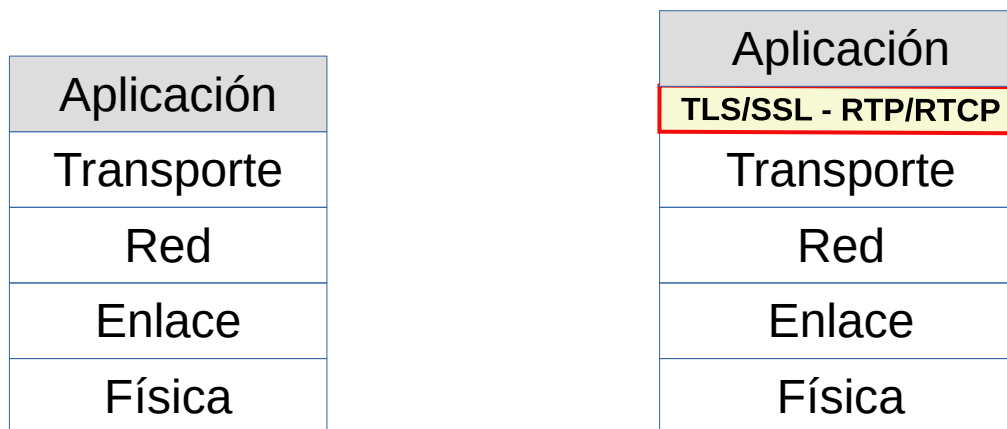 Aplicación
Transporte
Red
Enlace
Física
Aplicación
TLS/SSL - RTP/RTCP
Transporte
Red
Enlace
Física